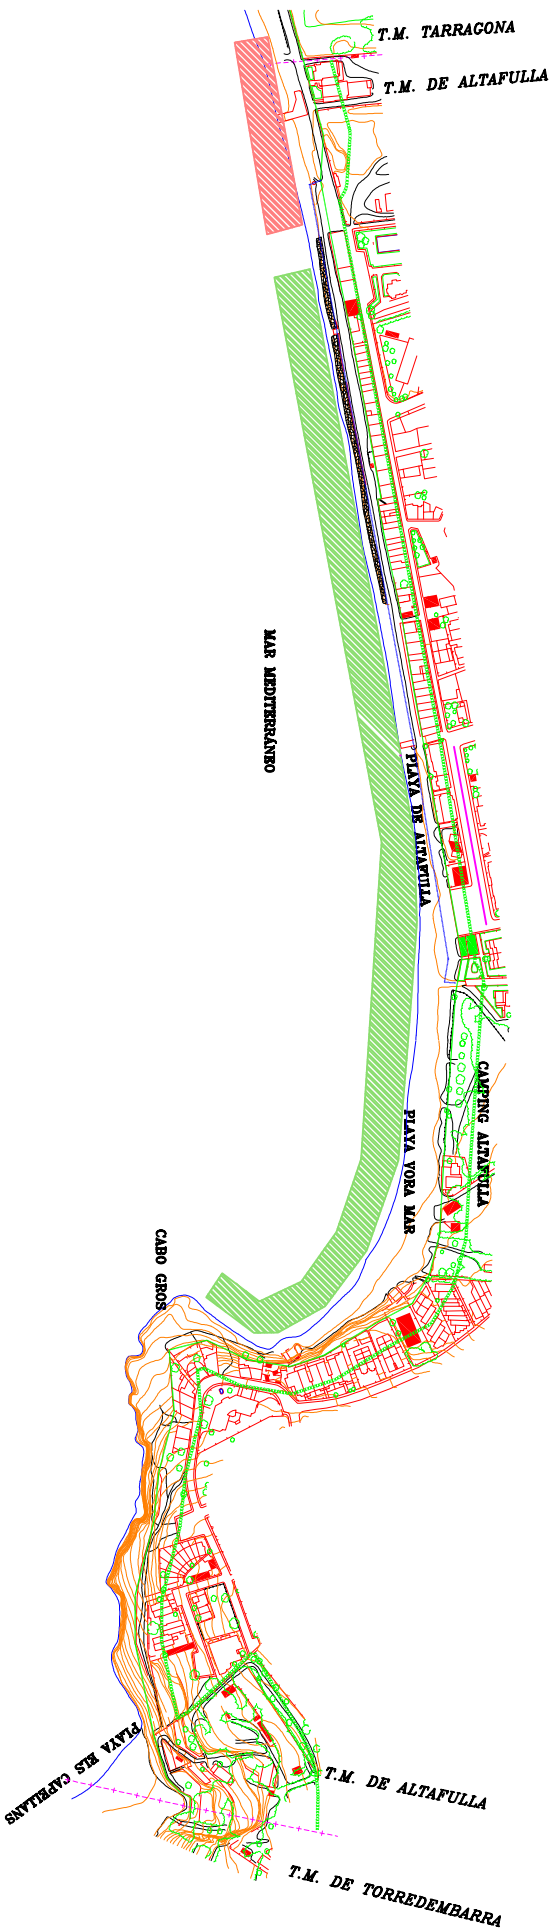 T.M. TARRAGONA
T.M. DE ALTAFULLA
MAR MEDITERRÁNEO
PLAYA DE ALTAFULLA
CAMPING ALTAFULLA
PLAYA VORA MAR
CABO GROS
PLAYA ELS CAPELLANS
T.M. DE ALTAFULLA
T.M. DE TORREDEMBARRA